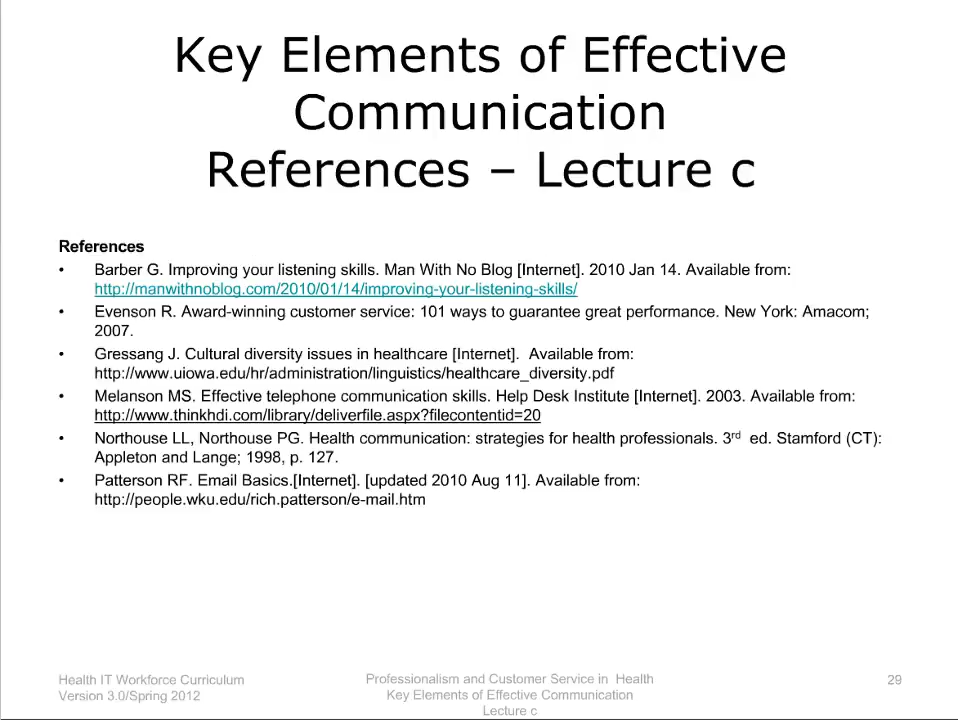 Key Elements of Effective
Communication
References – Lecture c
References
• Barber G. Improving your listening skills. Man With No Blog [Internet]. 2010 Jan 14. Available from:
http://manwithnoblog.com/2010/01/14/improving-your-listening-skills/
• Evenson R. Award-winning customer service: 101 ways to guarantee great performance. New York: Amacom;
2007.
• Gressang J. Cultural diversity issues in healthcare [Internet].  Available from:
http://www.uiowa.edu/hr/administration/linguistics/healthcare_diversity.pdf
• Melanson MS. Effective telephone communication skills. Help Desk Institute [Internet]. 2003. Available from:
http://www.thinkhdi.com/library/deliverfile.aspx?filecontentid=20
• Northouse LL, Northouse PG. Health communication: strategies for health professionals. 3rd  ed. Stamford (CT):
Appleton and Lange; 1998, p. 127.
• Patterson RF. Email Basics.[Internet]. [updated 2010 Aug 11]. Available from:
http://people.wku.edu/rich.patterson/e-mail.htm
Health IT Workforce Curriculum
Version 3.0/Spring 2012
Professionalism and Customer Service in  Health
Key Elements of Effective Communication
Lecture c
29